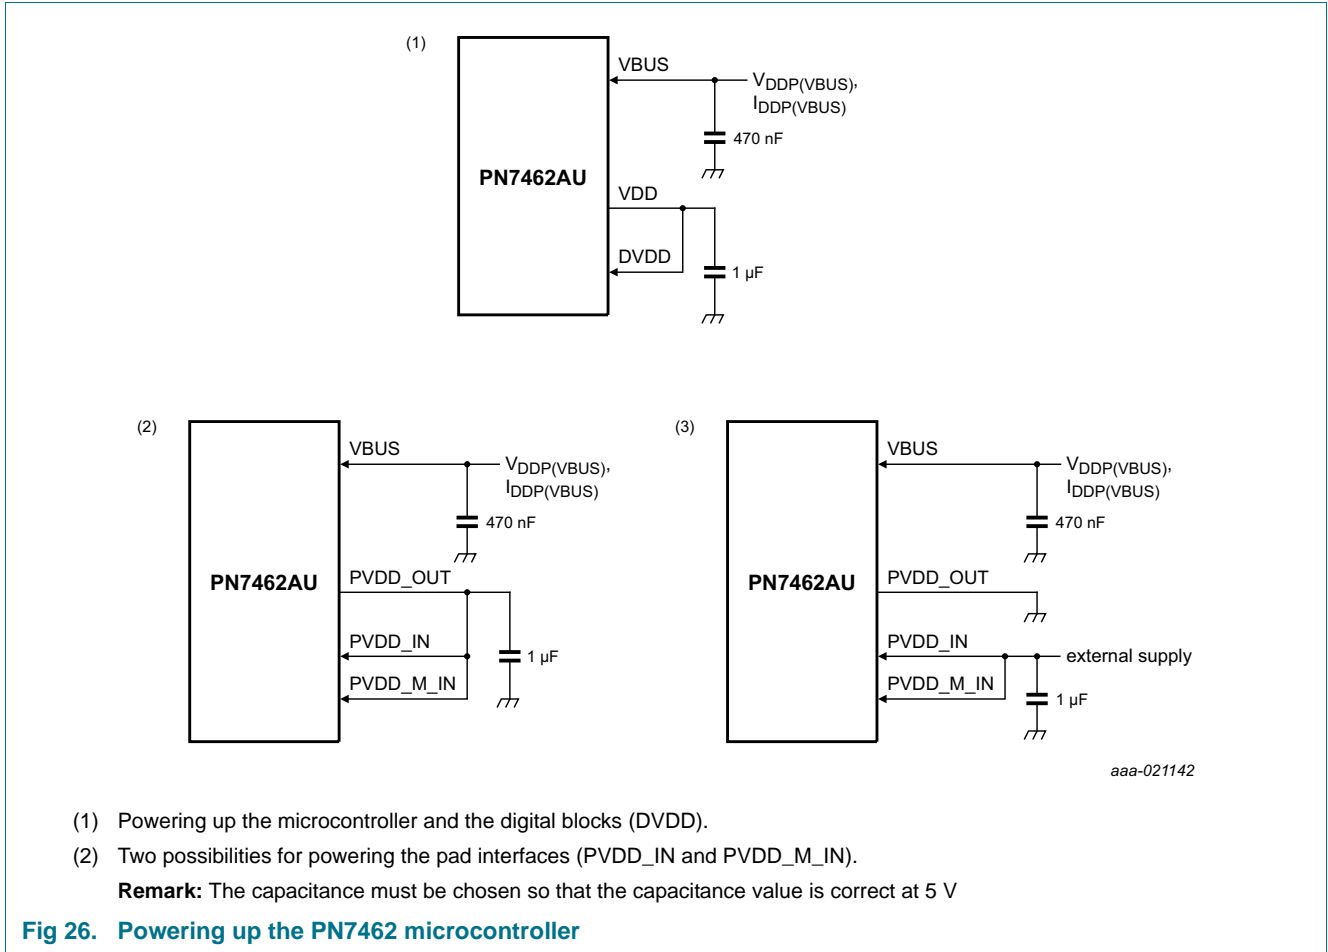 (1)
VBUS
VDDP(VBUS),
IDDP(VBUS)
470 nF
PN7462AU
VDD
DVDD
1 µF
(2)
VBUS
VDDP(VBUS),
IDDP(VBUS)
470 nF
PN7462AU
PVDD_OUT
PVDD_IN
1 µF
PVDD_M_IN
(3)
VBUS
VDDP(VBUS),
IDDP(VBUS)
470 nF
PN7462AU
PVDD_OUT
PVDD_IN
external supply
PVDD_M_IN
1 µF
aaa-021142
(1) Powering up the microcontroller and the digital blocks (DVDD).
(2) Two possibilities for powering the pad interfaces (PVDD_IN and PVDD_M_IN).
Remark: The capacitance must be chosen so that the capacitance value is correct at 5 V
Fig 26. Powering up the PN7462 microcontroller